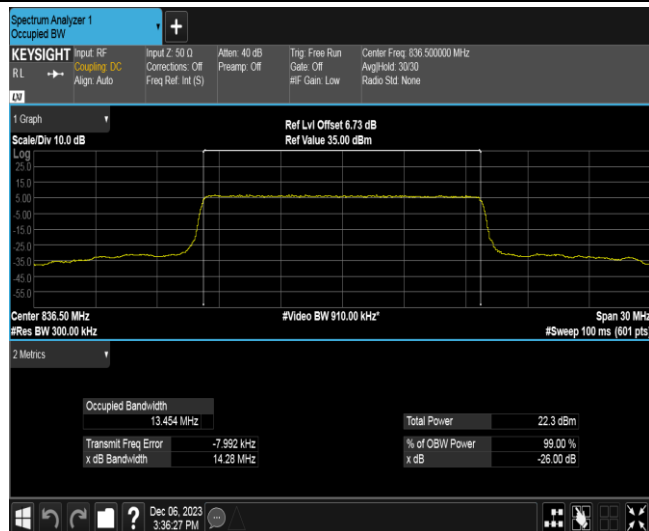 Spectrum Analyzer 1
Occupied BW
+
KEYSIGHT
RL
Input: RF
Coupling: DC
Align: Auto
Input Z: 50 Ω
Corrections: Off
Freq Ref: Int (S)
Atten: 40 dB
Preamp: Off
Trig: Free Run
Gate: Off
#IF Gain: Low
Center Freq: 836.500000 MHz
Avg|Hold: 30/30
Radio Std: None
LXI
1 Graph
Scale/Div 10.0 dB
Ref Lvl Offset 6.73 dB
Ref Value 35.00 dBm
Log
25.0
15.0
5.00
-5.00
-15.0
-25.0
-35.0
-45.0
-55.0
Center 836.50 MHz
#Res BW 300.00 kHz
#Video BW 910.00 kHz*
Span 30 MHz
#Sweep 100 ms (601 pts)
2 Metrics
Occupied Bandwidth
13.454 MHz
Transmit Freq Error -7.992 kHz
x dB Bandwidth 14.28 MHz
Total Power 22.3 dBm
% of OBW Power 99.00 %
x dB -26.00 dB
?
Dec 06, 2023
3:36:27 PM